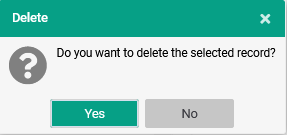 Delete
Do you want to delete the selected record?
Yes
No